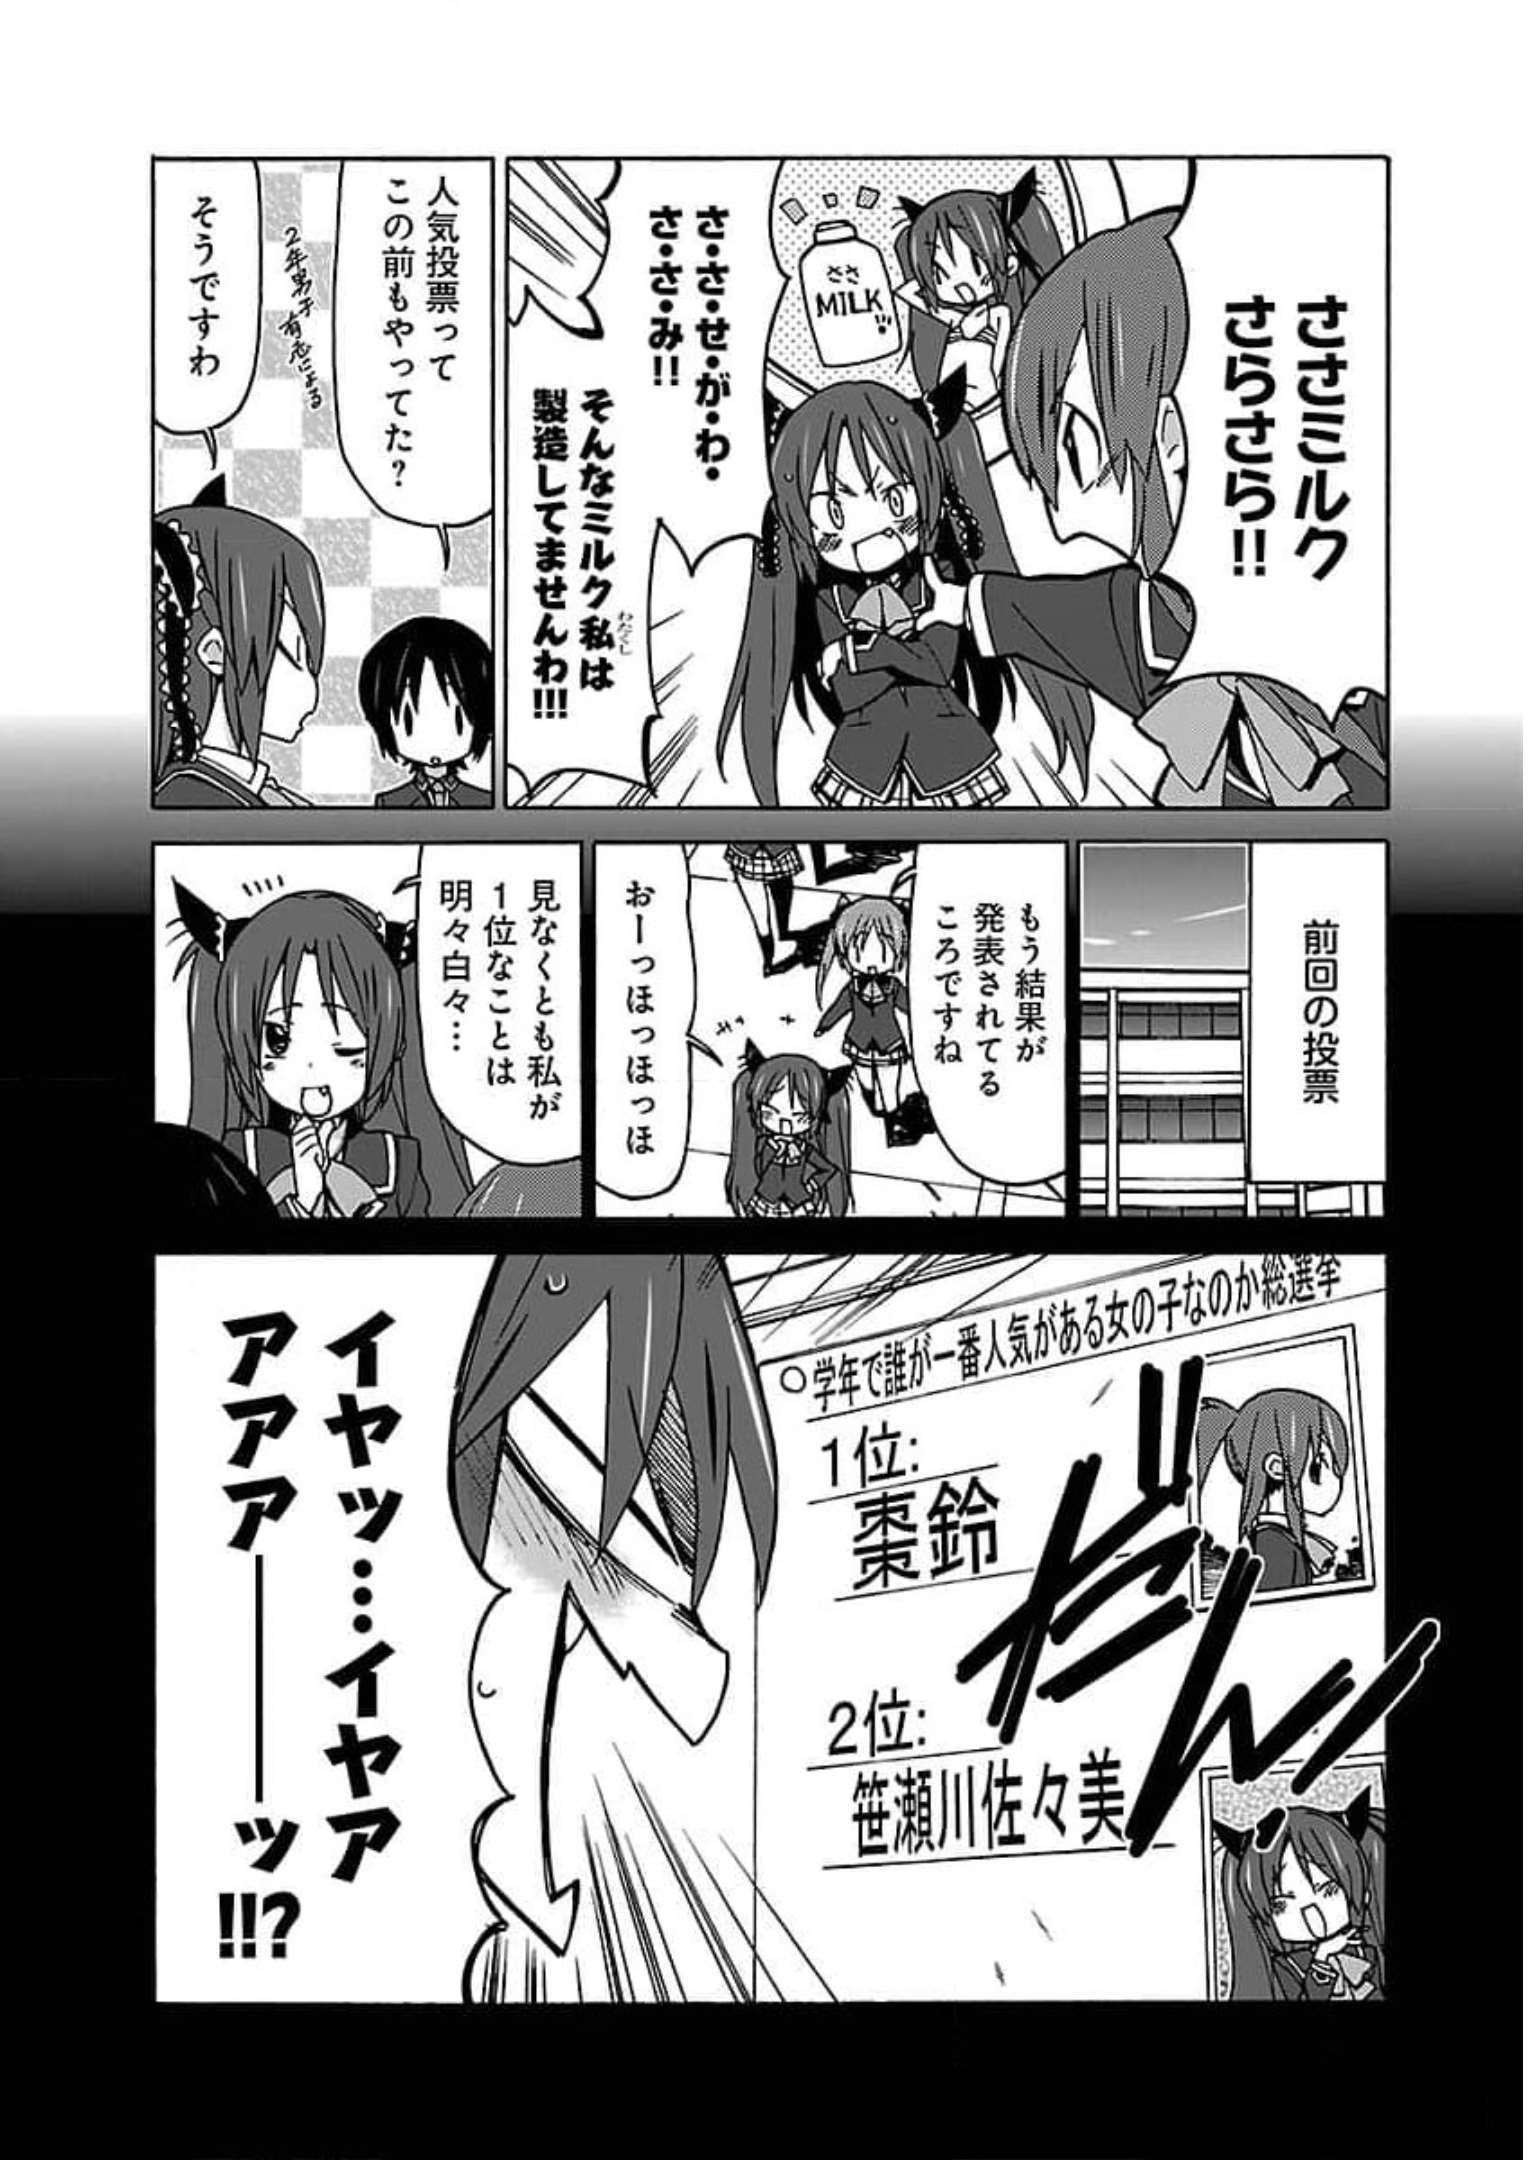 ささミルク
さらさら!!
ささ
MILK
さ・さ・せ・が・わ・
さ・さ・み!!
そんなミルク私は
わたくし
製造してませんわ!!!
人気投票って
この前もやってた?
2年男子
有志による
そうですわ
前回の投票
もう結果が
発表されてる
ころですね
おーっほっほっほ
見なくとも私が
1位なことは
明々白々…
○学年で誰が一番人気がある女の子なのか総選挙
1位:
棗鈴
2位:
笹瀬川佐々美
だんっ
イヤッ…イヤア
アアアア――ッ!!?